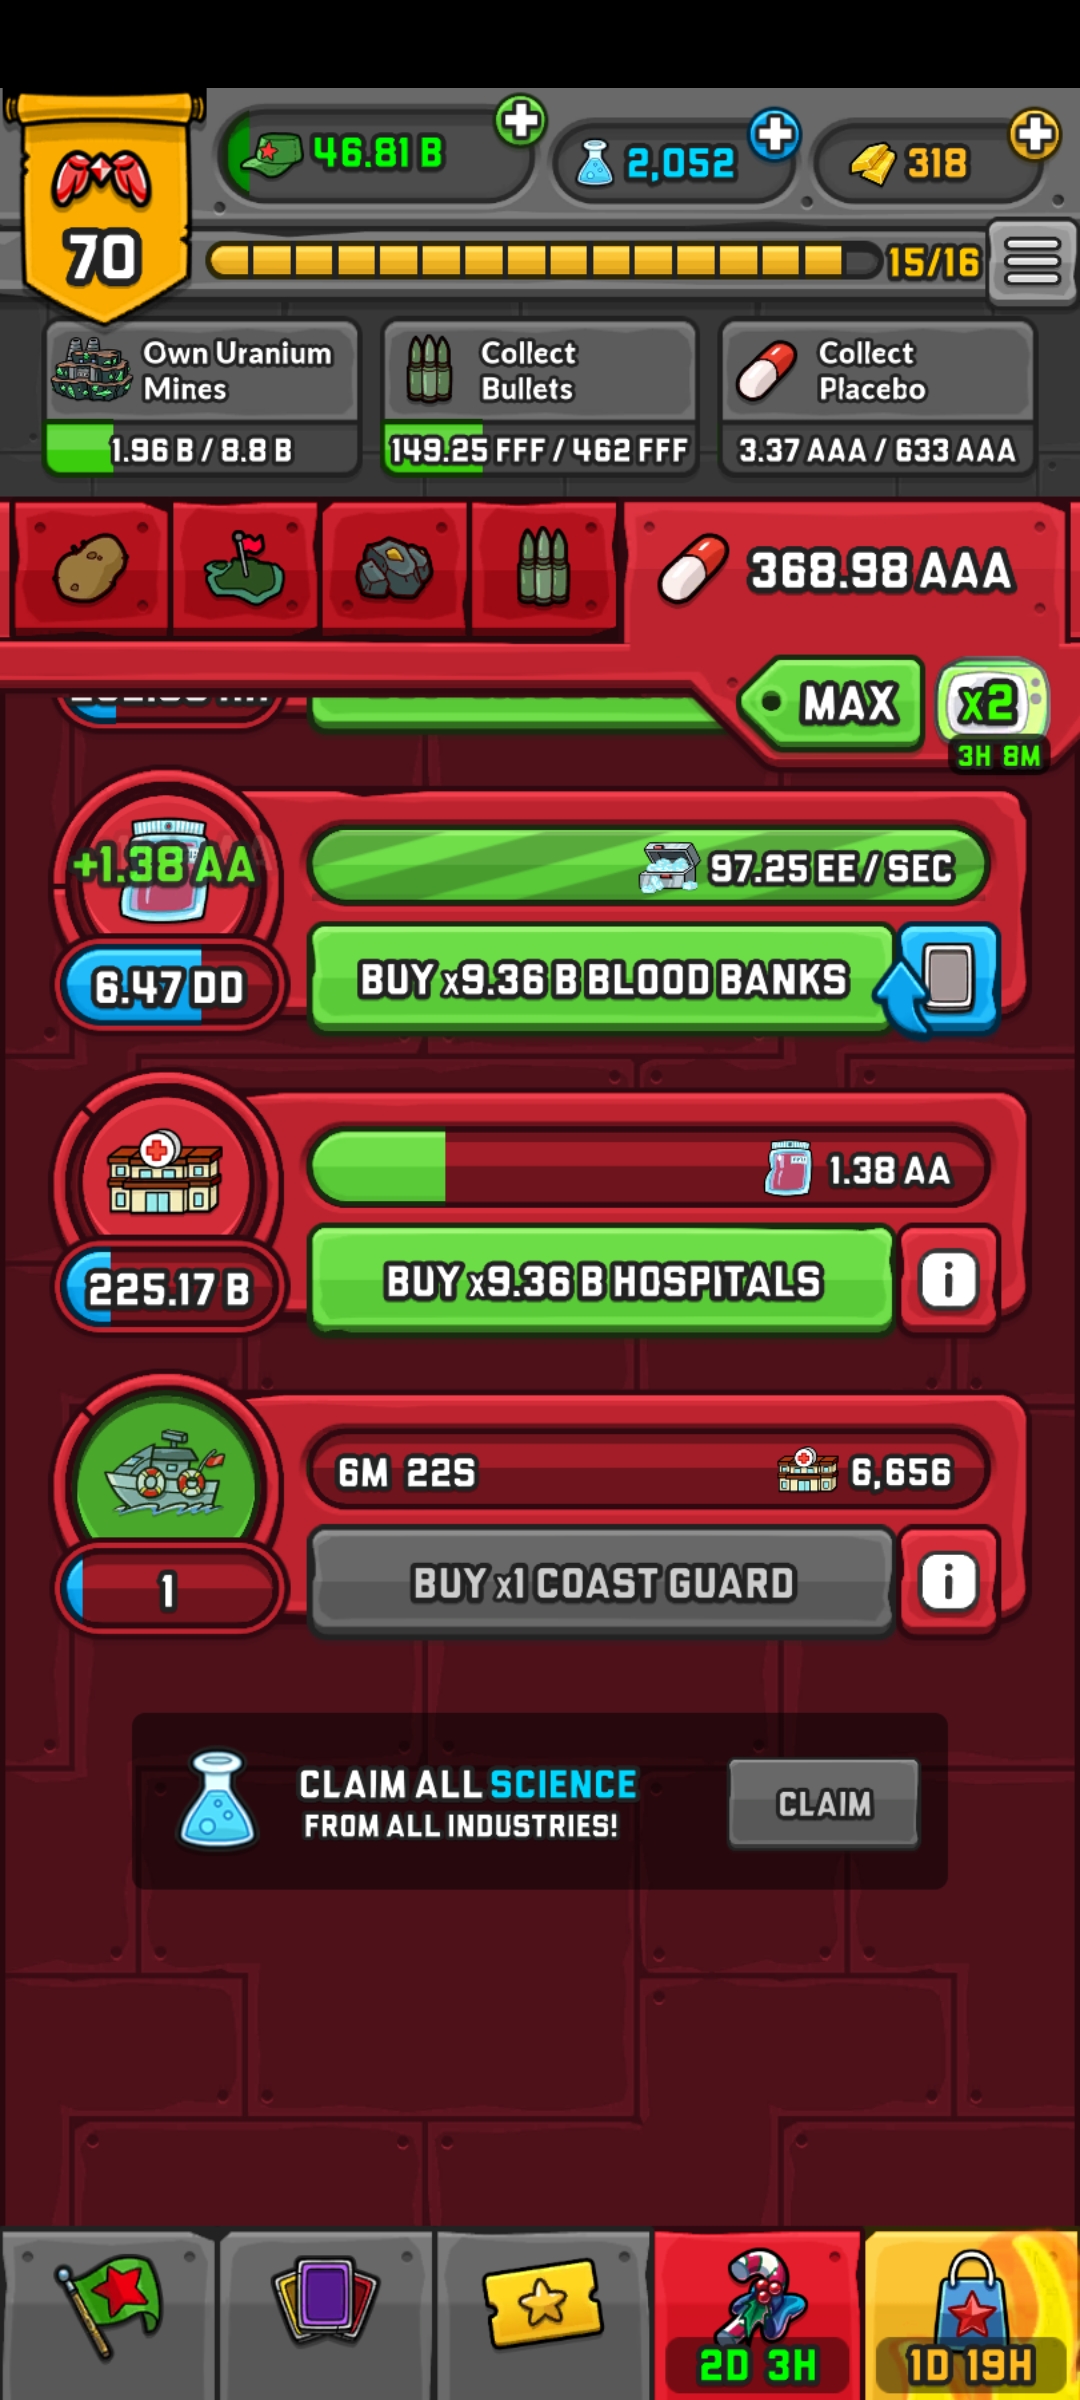 46.81 B
2,052
318
70
15/16
Own Uranium
Mines
1.96 B / 8.8 B
Collect
Bullets
149.25 FFF / 462 FFF
Collect
Placebo
3.37 AAA / 633 AAA
368.98 AAA
MAX
x2
3H 8M
+1.38 AA
97.25 EE / SEC
6.47 DD
BUY x9.36 B BLOOD BANKS
1.38 AA
225.17 B
BUY x9.36 B HOSPITALS
i
6M 22S
6,656
1
BUY x1 COAST GUARD
i
CLAIM ALL SCIENCE
FROM ALL INDUSTRIES!
CLAIM
2D 3H
1D 19H